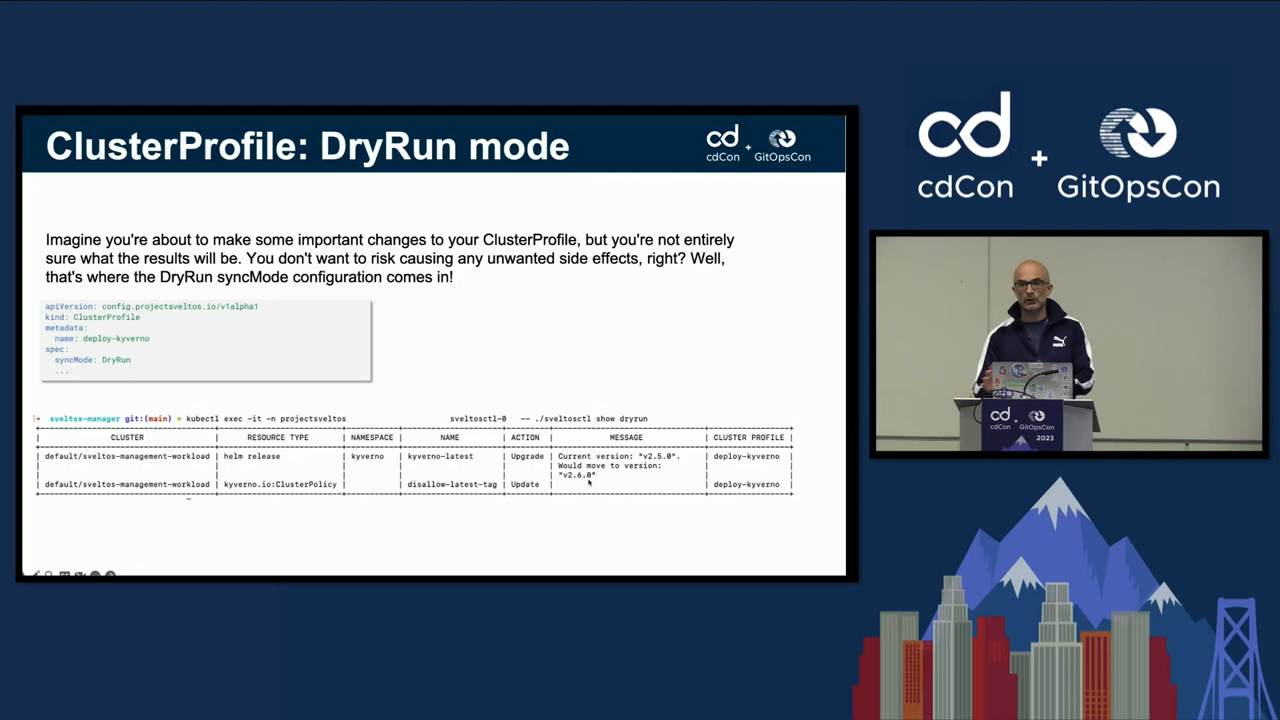 ClusterProfile: DryRun mode
cd + cdCon GitOpsCon
Imagine you're about to make some important changes to your ClusterProfile, but you're not entirely
sure what the results will be. You don't want to risk causing any unwanted side effects, right? Well,
that's where the DryRun syncMode configuration comes in!
apiVersion: config.projectsveltos.io/v1alpha1
kind: ClusterProfile
metadata:
name: deploy-kyverno
spec:
syncMode: DryRun
...
sveltos-manager git:(main) × kubectl exec -it -n projectsveltos sveltosctl-0 -- ./sveltosctl show dryrun
CLUSTER | RESOURCE TYPE | NAMESPACE | NAME | ACTION | MESSAGE | CLUSTER PROFILE
default/sveltos-management-workload | helm release | kyverno | kyverno-latest | Upgrade | Current version: "v2.5.0". | deploy-kyverno
Would move to version:
"v2.6.0"
default/sveltos-management-workload | kyverno.io:ClusterPolicy | | disallow-latest-tag | Update | | deploy-kyverno
cd +
cdCon GitOpsCon
PUMA
cd +
cdCon GitOpsCon
2023